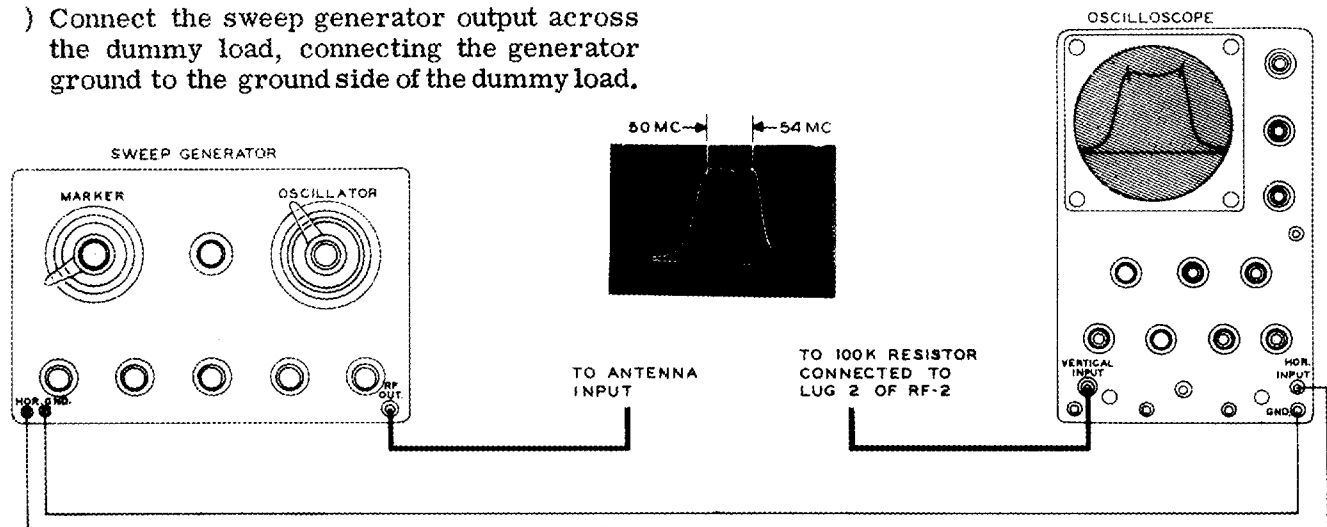 ) Connect the sweep generator output across
the dummy load, connecting the generator
ground to the ground side of the dummy load.
OSCILLOSCOPE
50 MC
54 MC
SWEEP GENERATOR
MARKER
OSCILLATOR
TO ANTENNA
INPUT
TO 100K RESISTOR
CONNECTED TO
LUG 2 OF RF-2
VERTICAL
INPUT
HOR.
INPUT
HOR. GND.
RF
OUT.
GND.